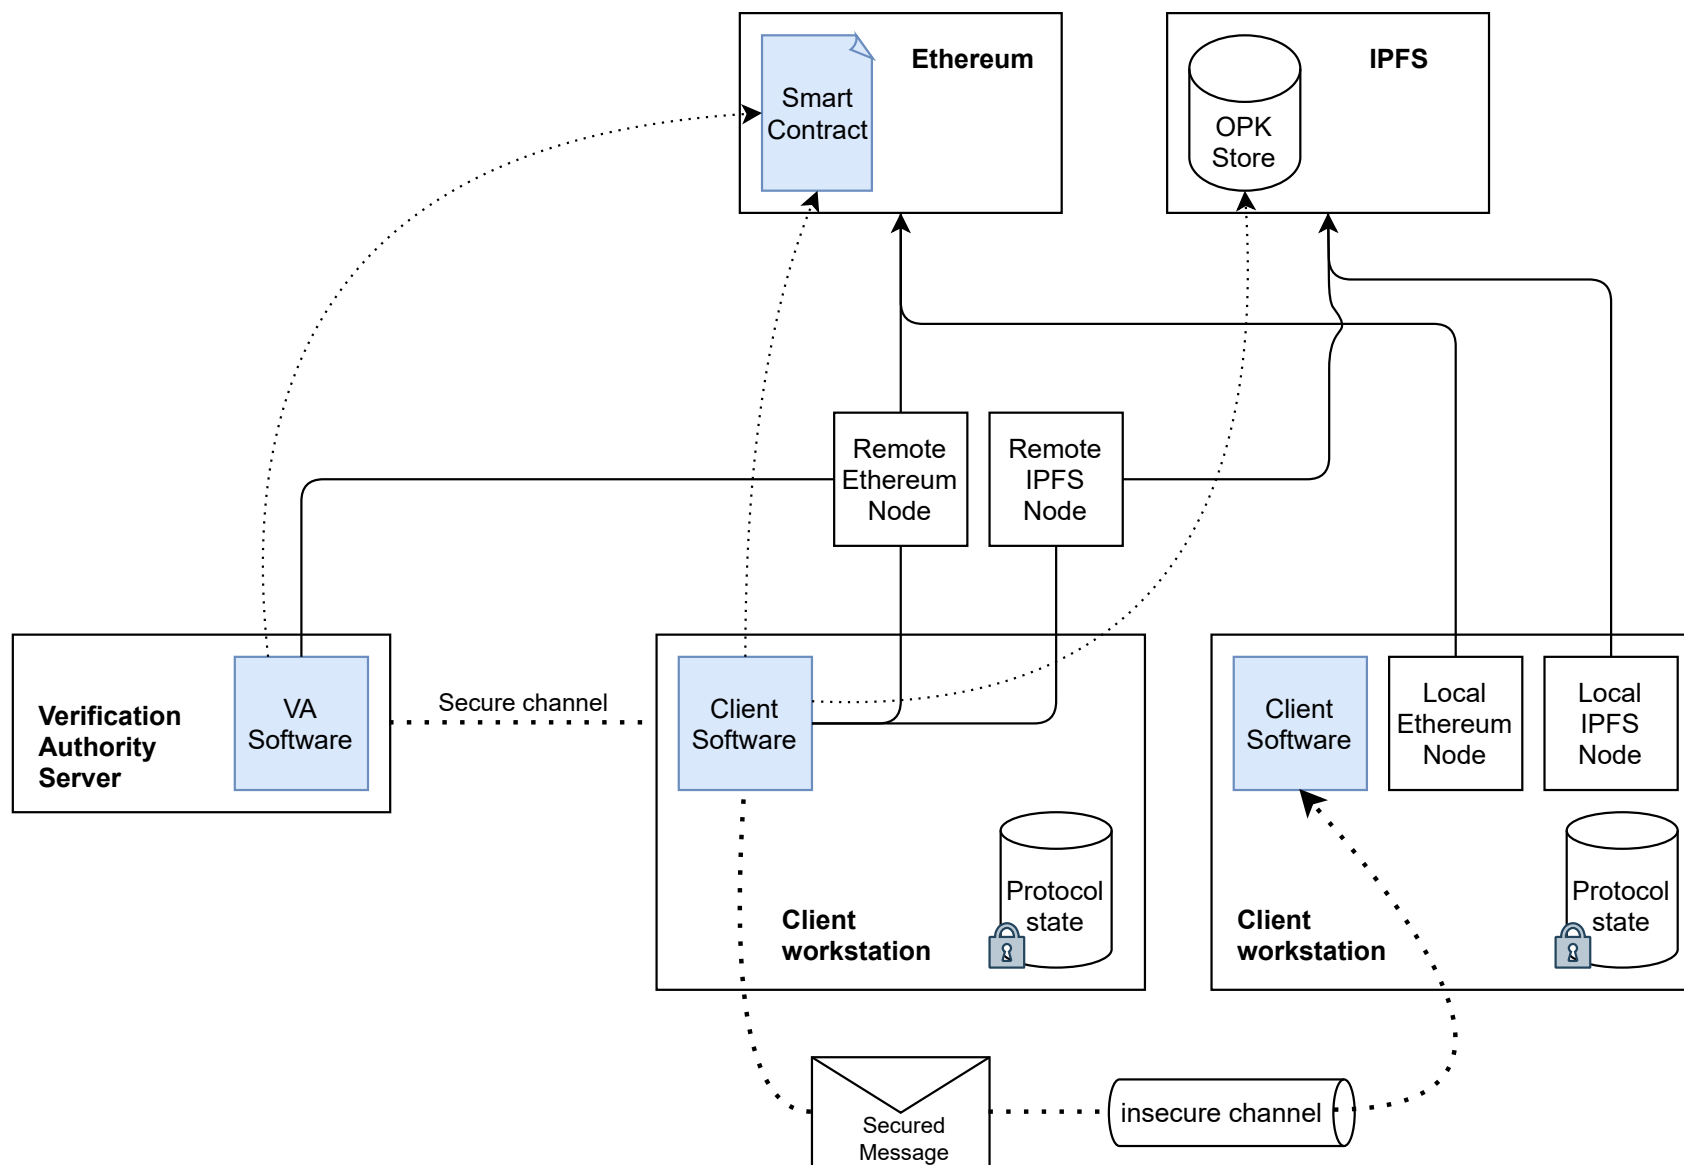 Ethereum
IPFS
Smart
Contract
OPK
Store
Remote
Ethereum
Node
Remote
IPFS
Node
Verification
Authority
Server
VA
Software
Secure channel
Client
Software
Client
Software
Local
Ethereum
Node
Local
IPFS
Node
Protocol
state
Client
workstation
Protocol
state
Client
workstation
Secured
Message
insecure channel